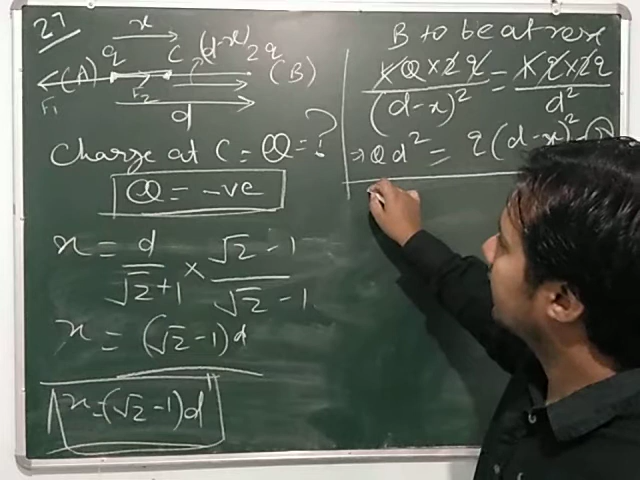 27
x
q C (d-x) 2q
(A) (B)
F₁ F₂
d
Charge at C = Q = ?
Q = -ve
x = d/(√2+1) × (√2-1)/(√2-1)
x = (√2-1)d
x = (√2-1)d
B to be at rest
KQ×2q/(d-x)² = Kq×2q/d²
⇒ Qd² = q(d-x)²